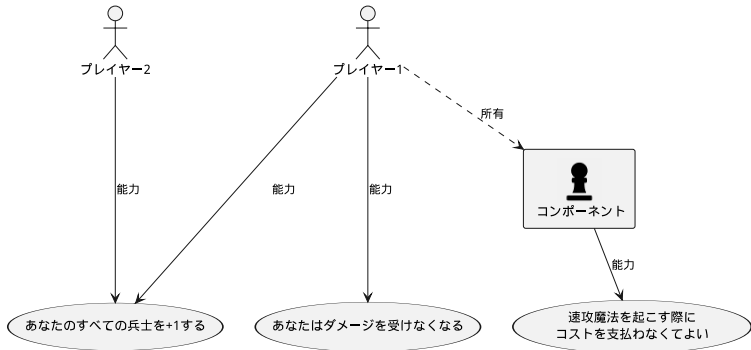 プレイヤー2
プレイヤー1
所有
コンポーネント
能力
能力
能力
能力
あなたのすべての兵士を+1する
あなたはダメージを受けなくなる
速攻魔法を起こす際に
コストを支払わなくてよい